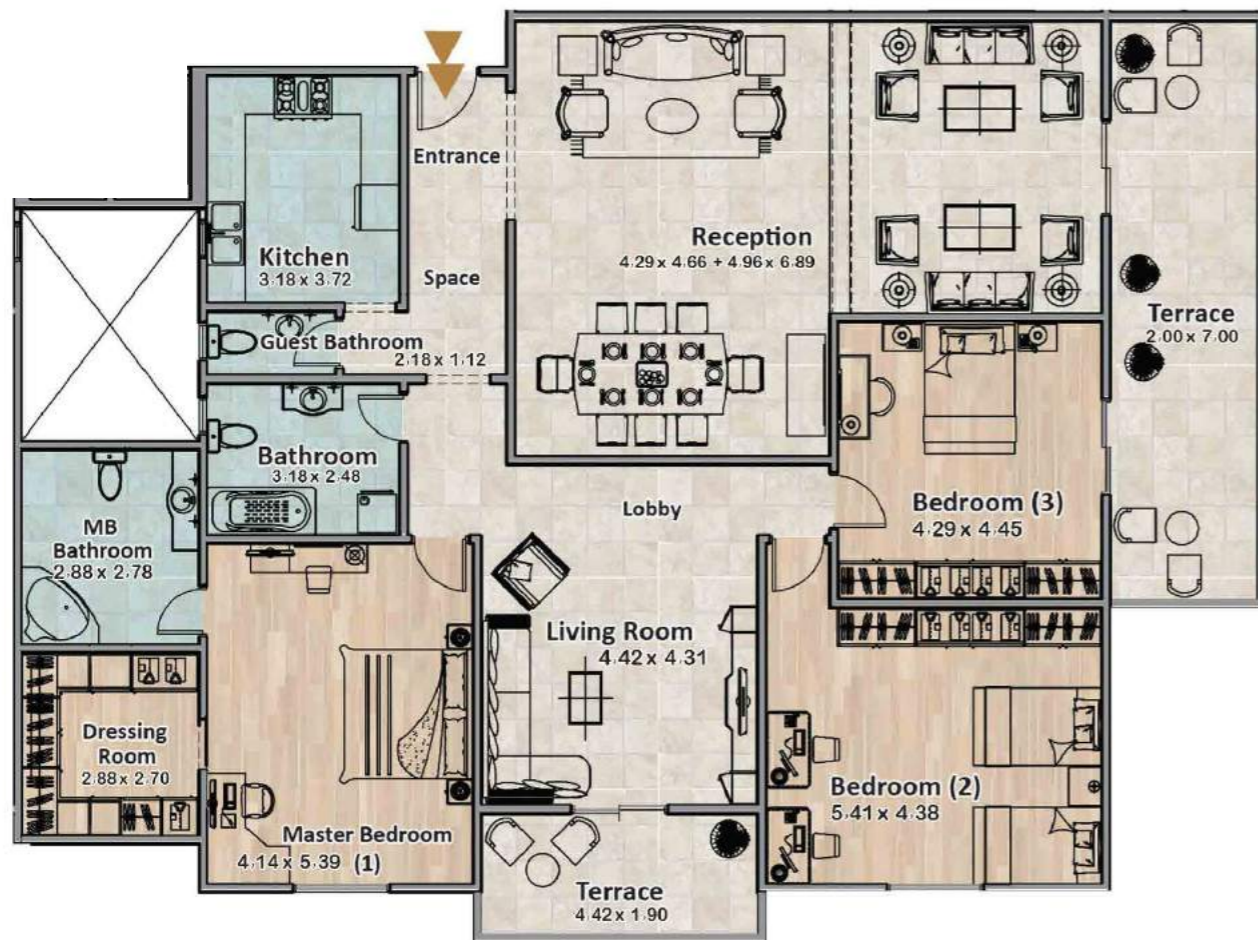 Entrance
Kitchen
3.18 x 3.72
Space
Reception
4.29 x 4.66 + 4.96 x 6.89
Terrace
2.00 x 7.00
Guest Bathroom
2.18 x 1.12
Bathroom
3.18 x 2.48
Lobby
Bedroom (3)
4.29 x 4.45
MB
Bathroom
2.88 x 2.78
Living Room
4.42 x 4.31
Dressing
Room
2.88 x 2.70
Bedroom (2)
5.41 x 4.38
Master Bedroom
4.14 x 5.39 (1)
Terrace
4.42 x 1.90